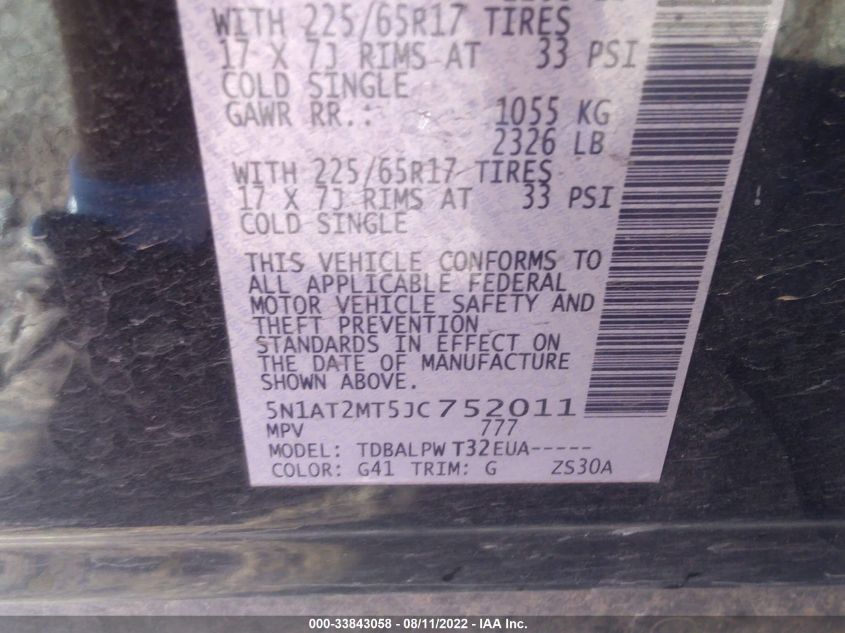 WITH 225/65R17 TIRES
17 X 7J RIMS AT 33 PSI
COLD SINGLE
GAWR RR.: 1055 KG
2326 LB
WITH 225/65R17 TIRES
17 X 7J RIMS AT 33 PSI
COLD SINGLE
THIS VEHICLE CONFORMS TO
ALL APPLICABLE FEDERAL
MOTOR VEHICLE SAFETY AND
THEFT PREVENTION
STANDARDS IN EFFECT ON
THE DATE OF MANUFACTURE
SHOWN ABOVE.
5N1AT2MT5JC752011
MPV 777
MODEL: TDBALPW T32EUA-----
COLOR: G41 TRIM: G ZS30A
000-33843058 - 08/11/2022 - IAA Inc.